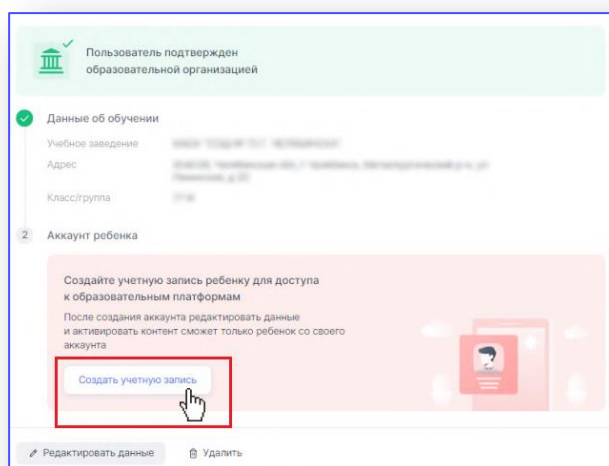 Пользователь подтвержден
образовательной организацией
Данные об обучении
Учебное заведение
Адрес
Класс/группа
2 Аккаунт ребенка
Создайте учетную запись ребенку для доступа
к образовательным платформам
После создания аккаунта редактировать данные
и активировать контент сможет только ребенок со своего
аккаунта
Создать учетную запись
Редактировать данные Удалить